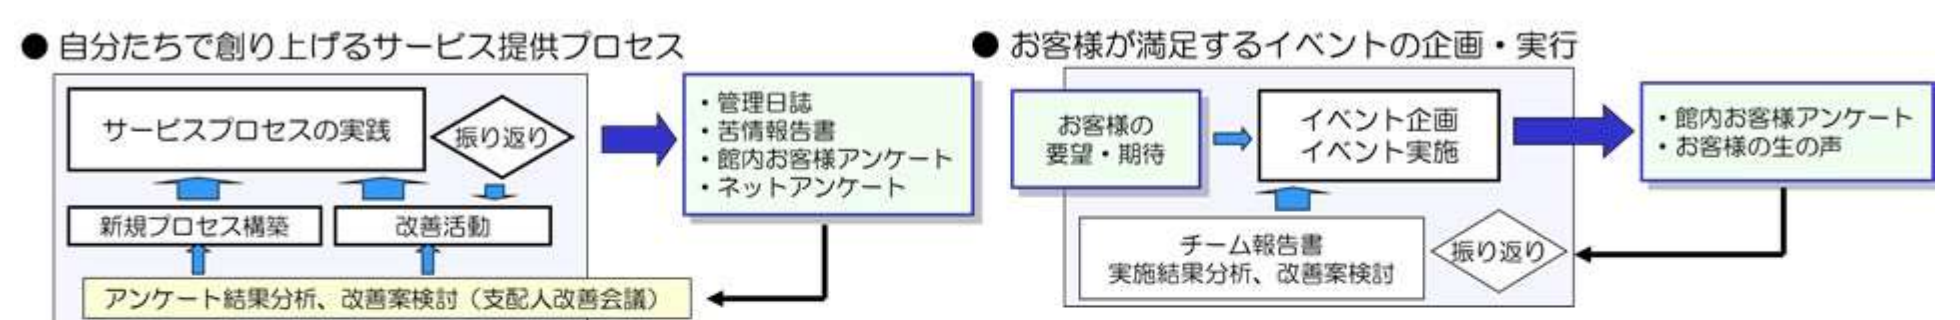 ● 自分たちで創り上げるサービス提供プロセス
サービスプロセスの実践
振り返り
・管理日誌
・苦情報告書
・館内お客様アンケート
・ネットアンケート
新規プロセス構築
改善活動
アンケート結果分析、改善案検討（支配人改善会議）
● お客様が満足するイベントの企画・実行
お客様の
要望・期待
イベント企画
イベント実施
・館内お客様アンケート
・お客様の生の声
チーム報告書
実施結果分析、改善案検討
振り返り